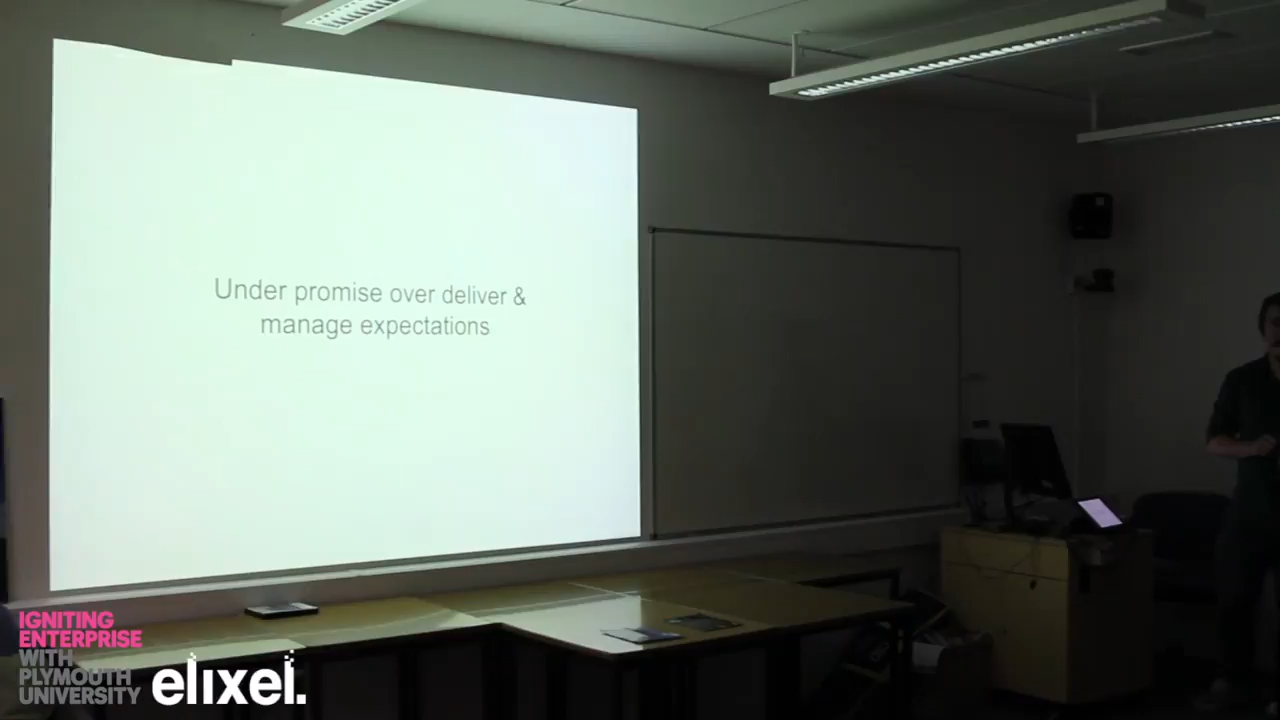 Under promise over deliver &
manage expectations
IGNITING
ENTERPRISE
WITH
PLYMOUTH
UNIVERSITY
elixel.